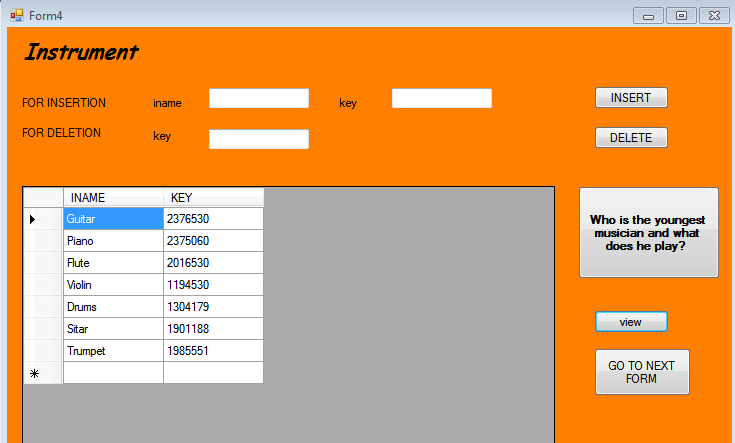 Form4
Instrument
FOR INSERTION iname key INSERT
FOR DELETION key DELETE
INAME KEY
Guitar 2376530
Piano 2375060
Flute 2016530
Violin 1194530
Drums 1304179
Sitar 1901188
Trumpet 1985551
Who is the youngest
musician and what
does he play?
view
GO TO NEXT
FORM